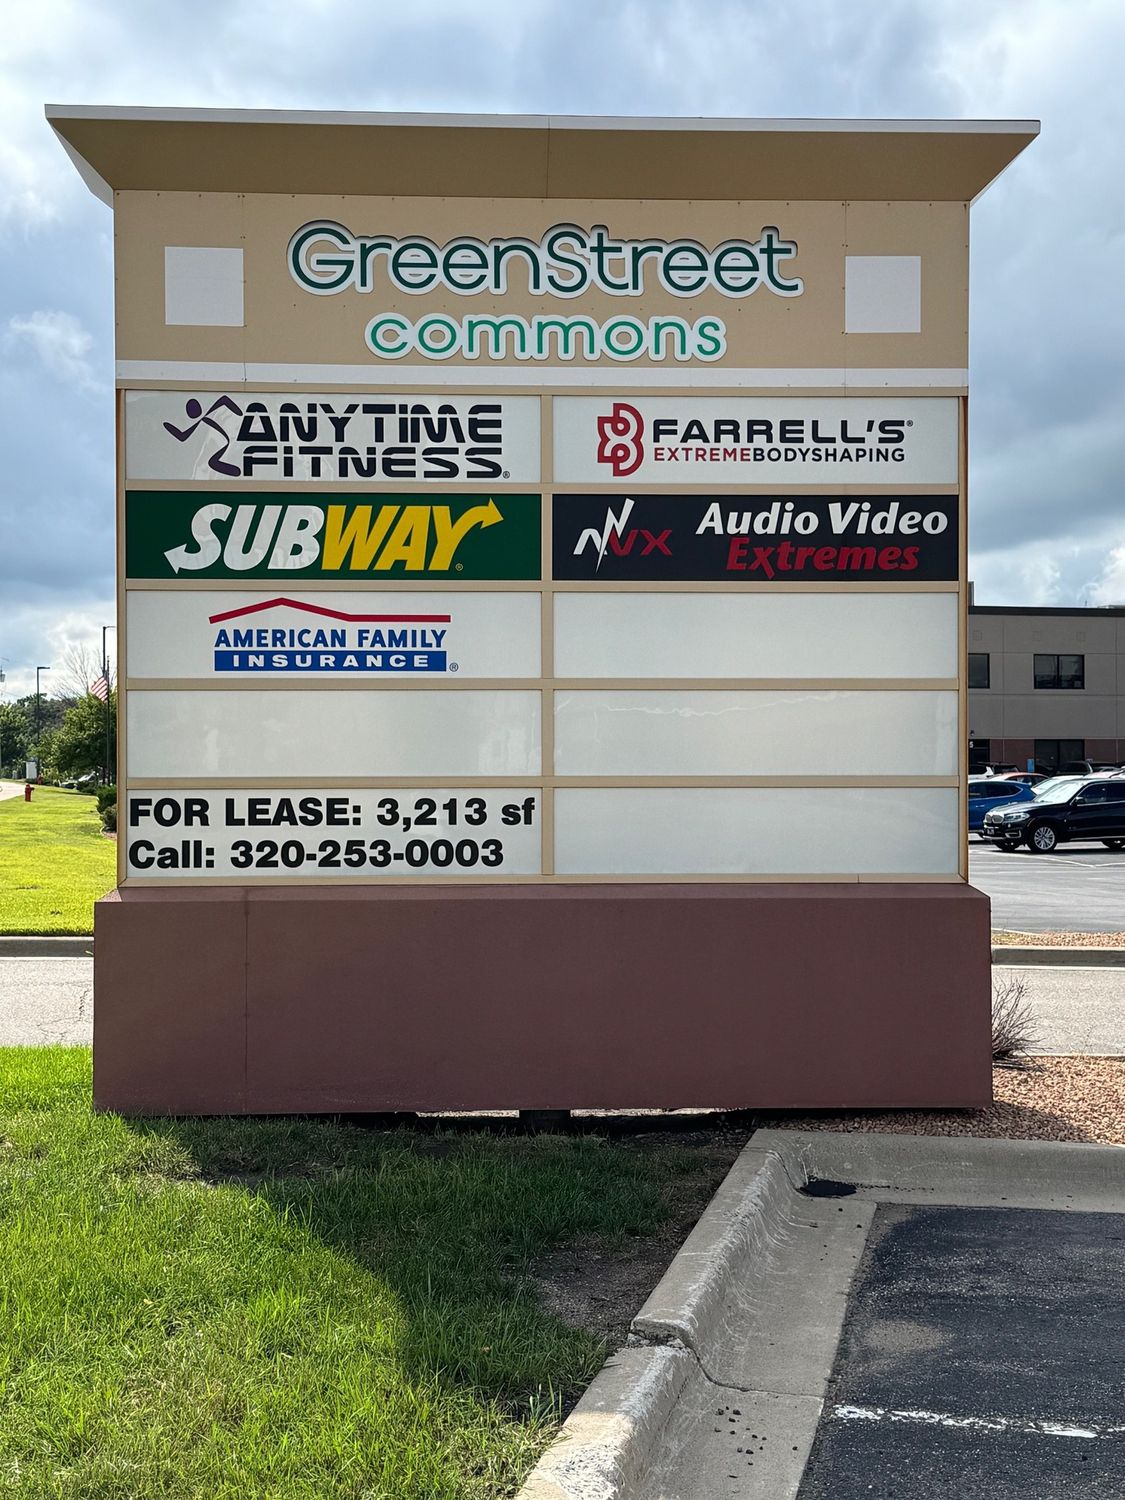 GreenStreet
commons
ANYTIME
FITNESS®
FARRELL'S®
EXTREMEBODYSHAPING
SUBWAY®
AVX
Audio Video
Extremes
AMERICAN FAMILY
INSURANCE®
FOR LEASE: 3,213 sf
Call: 320-253-0003